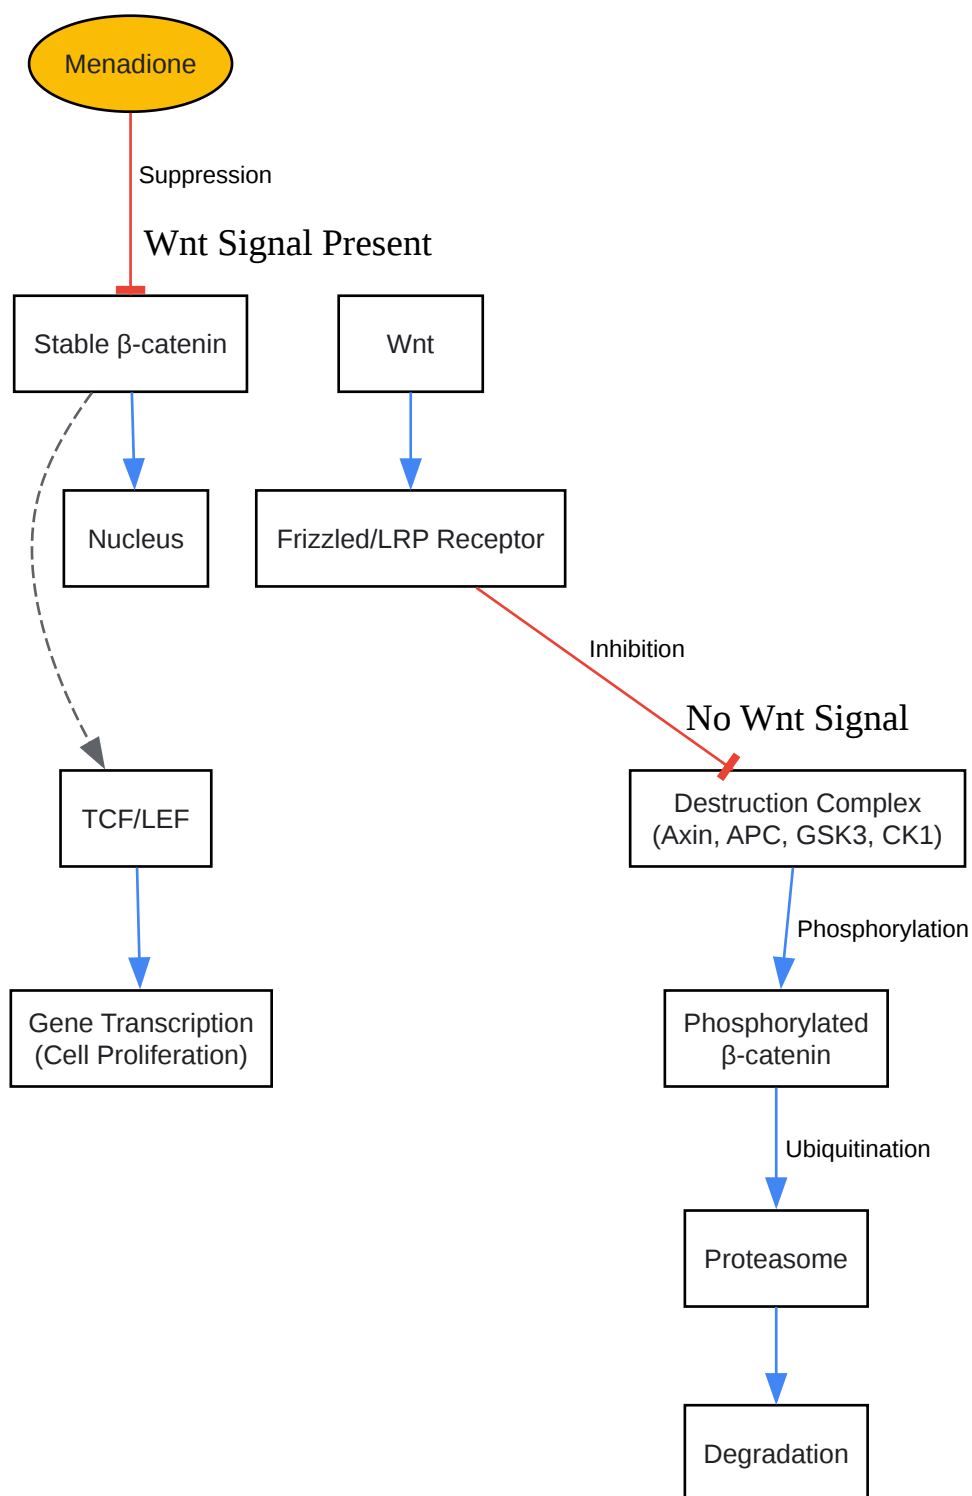 Menadione
Suppression
Wnt Signal Present
Stable β-catenin
Wnt
Nucleus
Frizzled/LRP Receptor
Inhibition
No Wnt Signal
TCF/LEF
Destruction Complex
(Axin, APC, GSK3, CK1)
Phosphorylation
Gene Transcription
(Cell Proliferation)
Phosphorylated
β-catenin
Ubiquitination
Proteasome
Degradation